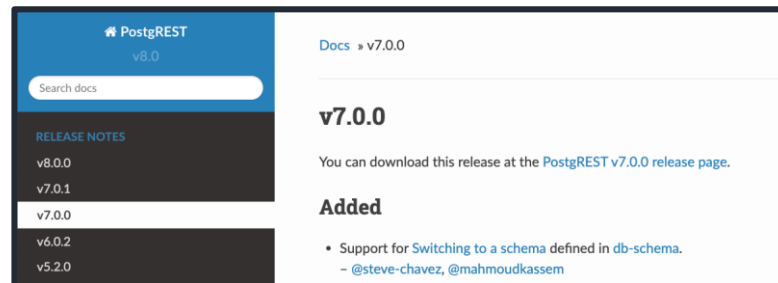 PostgREST
v8.0
Search docs
RELEASE NOTES
v8.0.0
v7.0.1
v7.0.0
v6.0.2
v5.2.0
Docs » v7.0.0
v7.0.0
You can download this release at the PostgREST v7.0.0 release page.
Added
• Support for Switching to a schema defined in db-schema.
– @steve-chavez, @mahmoudkassem